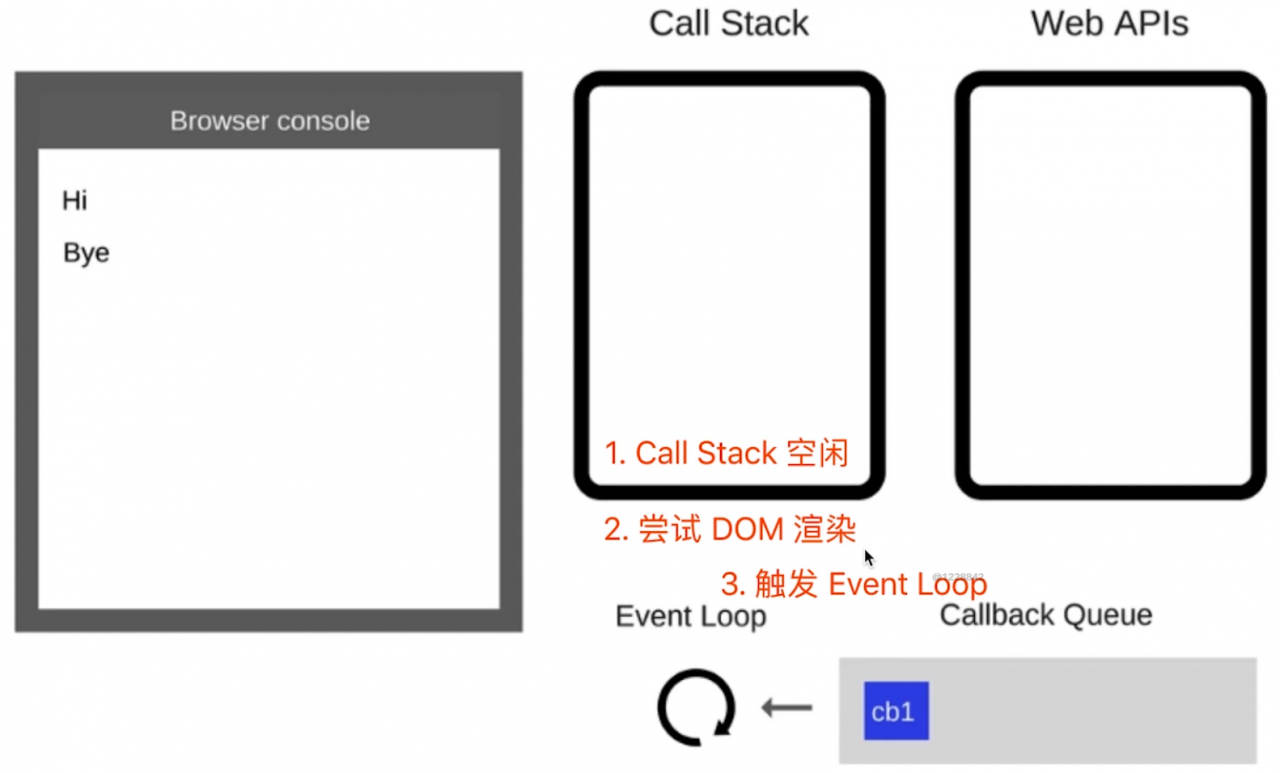 Call Stack
Web APIs
Browser console
Hi
Bye
1. Call Stack 空闲
2. 尝试 DOM 渲染
3. 触发 Event Loop
Event Loop
Callback Queue
cb1